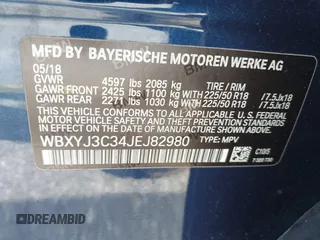 MFD BY BAYERISCHE MOTOREN WERKE AG
05/18
GVWR 4597 lbs 2085 kg TIRE / RIM
GAWR FRONT 2425 lbs 1100 kg WITH 225/50 R18 /7.5Jx18
GAWR REAR 2271 lbs 1030 kg WITH 225/50 R18 /7.5Jx18
THIS VEHICLE CONFORMS TO ALL APPLICABLE U.S. FEDERAL
MOTOR VEHICLE SAFETY AND THEFT PREVENTION STANDARDS
IN EFFECT ON THE DATE OF MANUFACTURE SHOWN ABOVE.
WBXYJ3C34JEJ82980 TYPE: MPV
C10/5
DREAMBID